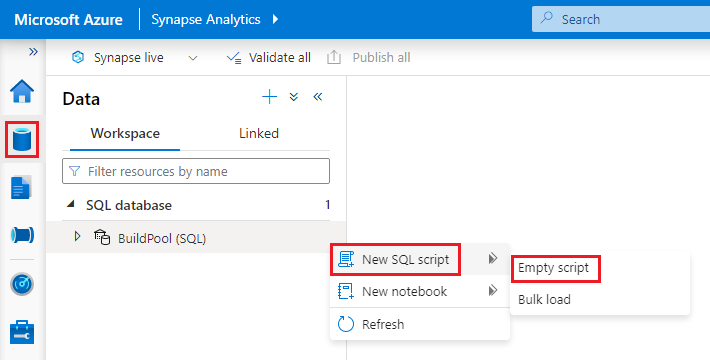 Microsoft Azure Synapse Analytics Search
Synapse live Validate all Publish all
Data
Workspace Linked
Filter resources by name
SQL database 1
BuildPool (SQL)
New SQL script
Empty script
New notebook
Bulk load
Refresh